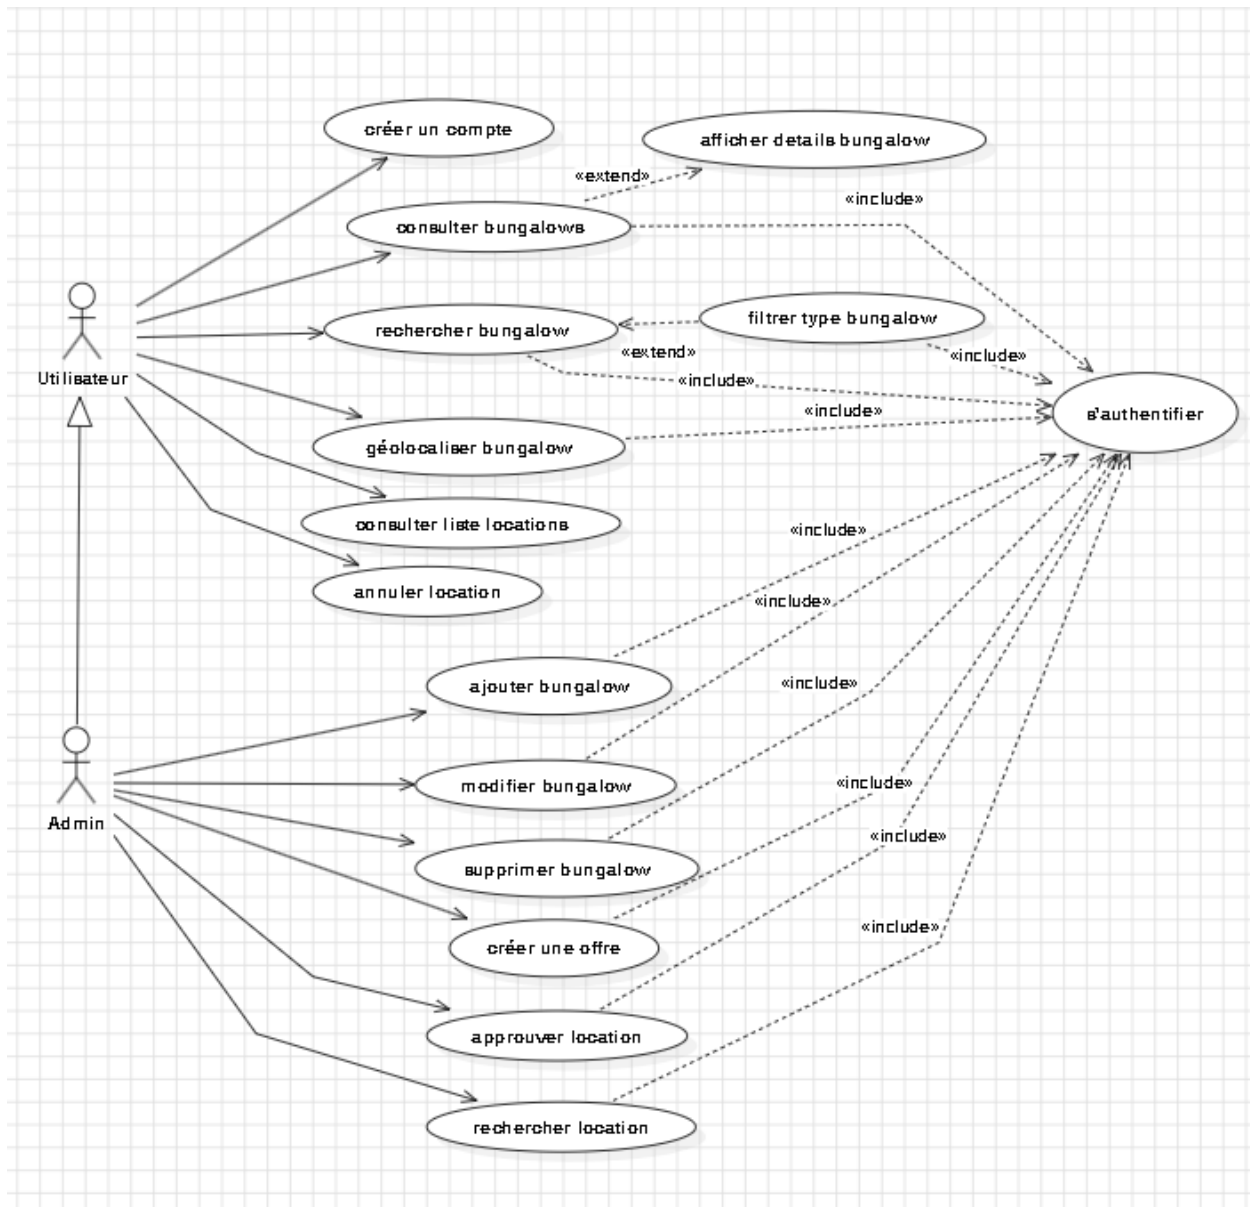 créer un compte
afficher details bungalow
«extend»
«include»
consulter bungalows
filtrer type bungalow
rechercher bungalow
«extend»
«include»
«include»
Utilisateur
«include»
s'authentifier
géolocaliser bungalow
consulter liste locations
«include»
annuler location
«include»
ajouter bungalow
«include»
modifier bungalow
«include»
Admin
«include»
supprimer bungalow
«include»
créer une offre
approuver location
rechercher location